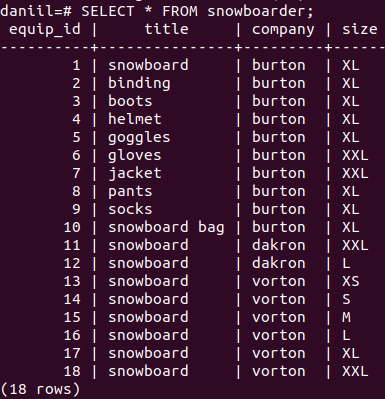 daniil=# SELECT * FROM snowboarder;
 equip_id |     title     | company | size
----------+---------------+---------+------
        1 | snowboard     | burton  | XL
        2 | binding       | burton  | XL
        3 | boots         | burton  | XL
        4 | helmet        | burton  | XL
        5 | goggles       | burton  | XL
        6 | gloves        | burton  | XXL
        7 | jacket        | burton  | XXL
        8 | pants         | burton  | XL
        9 | socks         | burton  | XL
       10 | snowboard bag | burton  | XL
       11 | snowboard     | dakron  | XXL
       12 | snowboard     | dakron  | L
       13 | snowboard     | vorton  | XS
       14 | snowboard     | vorton  | S
       15 | snowboard     | vorton  | M
       16 | snowboard     | vorton  | L
       17 | snowboard     | vorton  | XL
       18 | snowboard     | vorton  | XXL
(18 rows)